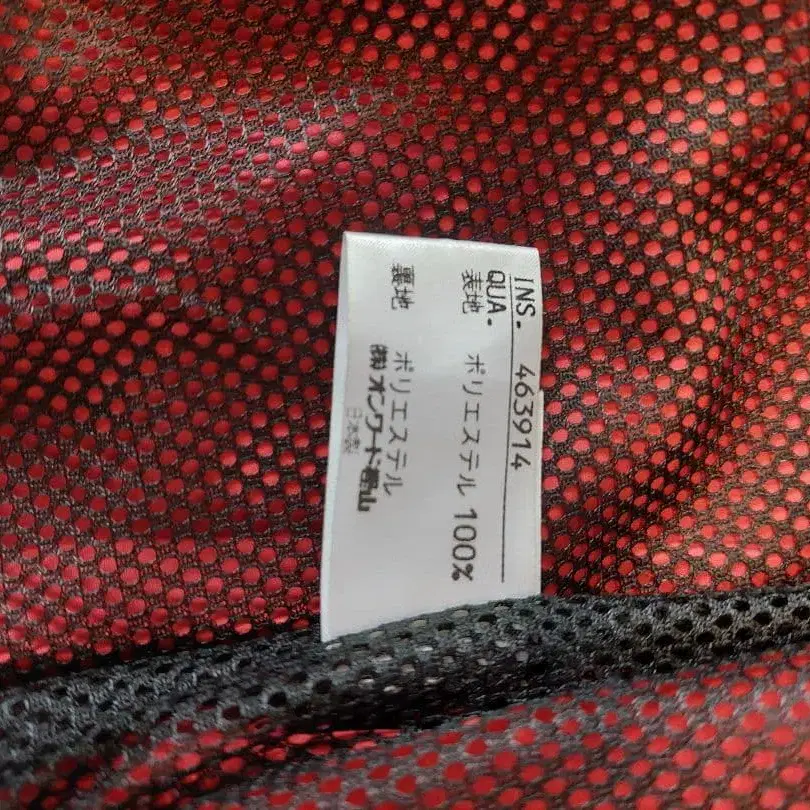 INS. 463914
QUA.
表地 ポリエステル 100%
裏地 ポリエステル
㈱オンワード樫山
日本製